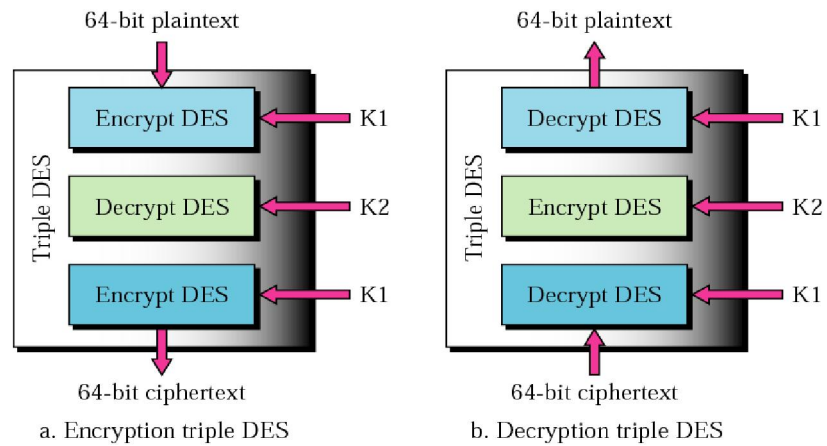 64-bit plaintext
Triple DES
Encrypt DES
K1
Decrypt DES
K2
Encrypt DES
K1
64-bit ciphertext
a. Encryption triple DES
64-bit plaintext
Triple DES
Decrypt DES
K1
Encrypt DES
K2
Decrypt DES
K1
64-bit ciphertext
b. Decryption triple DES